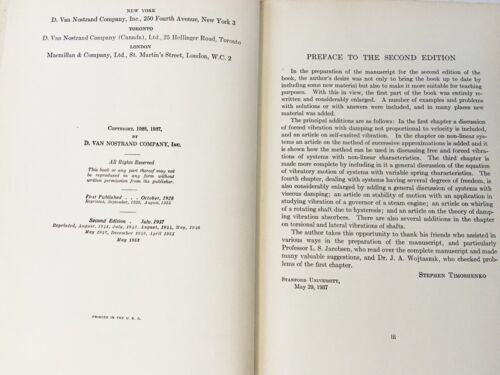 NEW YORK
D. Van Nostrand Company, Inc., 250 Fourth Avenue, New York 3
TORONTO
D. Van Nostrand Company (Canada), Ltd., 25 Hollinger Road, Toronto
LONDON
Macmillan & Company, Ltd., St. Martin's Street, London, W.C. 2
Copyright, 1928, 1937,
BY
D. VAN NOSTRAND COMPANY, Inc.
All Rights Reserved
This book or any part thereof may not
be reproduced in any form without
written permission from the publisher.
First Published . . . October, 1928
Reprinted, September,
Second Edition . July, 1937
Reprinted, August, July, August, May, 1946
May 1947, December 1948, April
May
PRINTED IN THE U. S. A.
PREFACE TO THE SECOND EDITION
In the preparation of the manuscript for the second edition of the
book, the author's desire was not only to bring the book up to date by
including some new material but also to make it more suitable for teaching
purposes. With this in view, the first part of the book was entirely re-
written and considerably enlarged. A number of examples and problems
with solutions or with answers were included, and in many places new
material was added.
The principal additions are as follows: In the first chapter a discussion
of forced vibration with damping not proportional to velocity is included,
and an article on self-excited vibration. In the chapter on non-linear sys-
tems an article on the method of successive approximations is added and it
is shown how the method can be used in discussing free and forced vibra-
tions of systems with non-linear characteristics. The third chapter is
made more complete by including in it a general discussion of the equation
of vibratory motion of systems with variable spring characteristics. The
fourth chapter, dealing with systems having several degrees of freedom, is
also considerably enlarged by adding a general discussion of systems with
viscous damping; an article on stability of motion with an application in
studying vibration of a governor of a steam engine; an article on whirling
of a rotating shaft due to hysteresis; and an article on the theory of damp-
ing vibration absorbers. There are also several additions in the chapter
on torsional and lateral vibrations of shafts.
The author takes this opportunity to thank his friends who assisted in
various ways in the preparation of the manuscript, and particularly
Professor L. S. Jacobsen, who read over the complete manuscript and made
many valuable suggestions, and Dr. J. A. Wojtaszak, who checked problems
of the first chapter.
Stephen Timoshenko
Stanford University,
May 29, 1937
iii